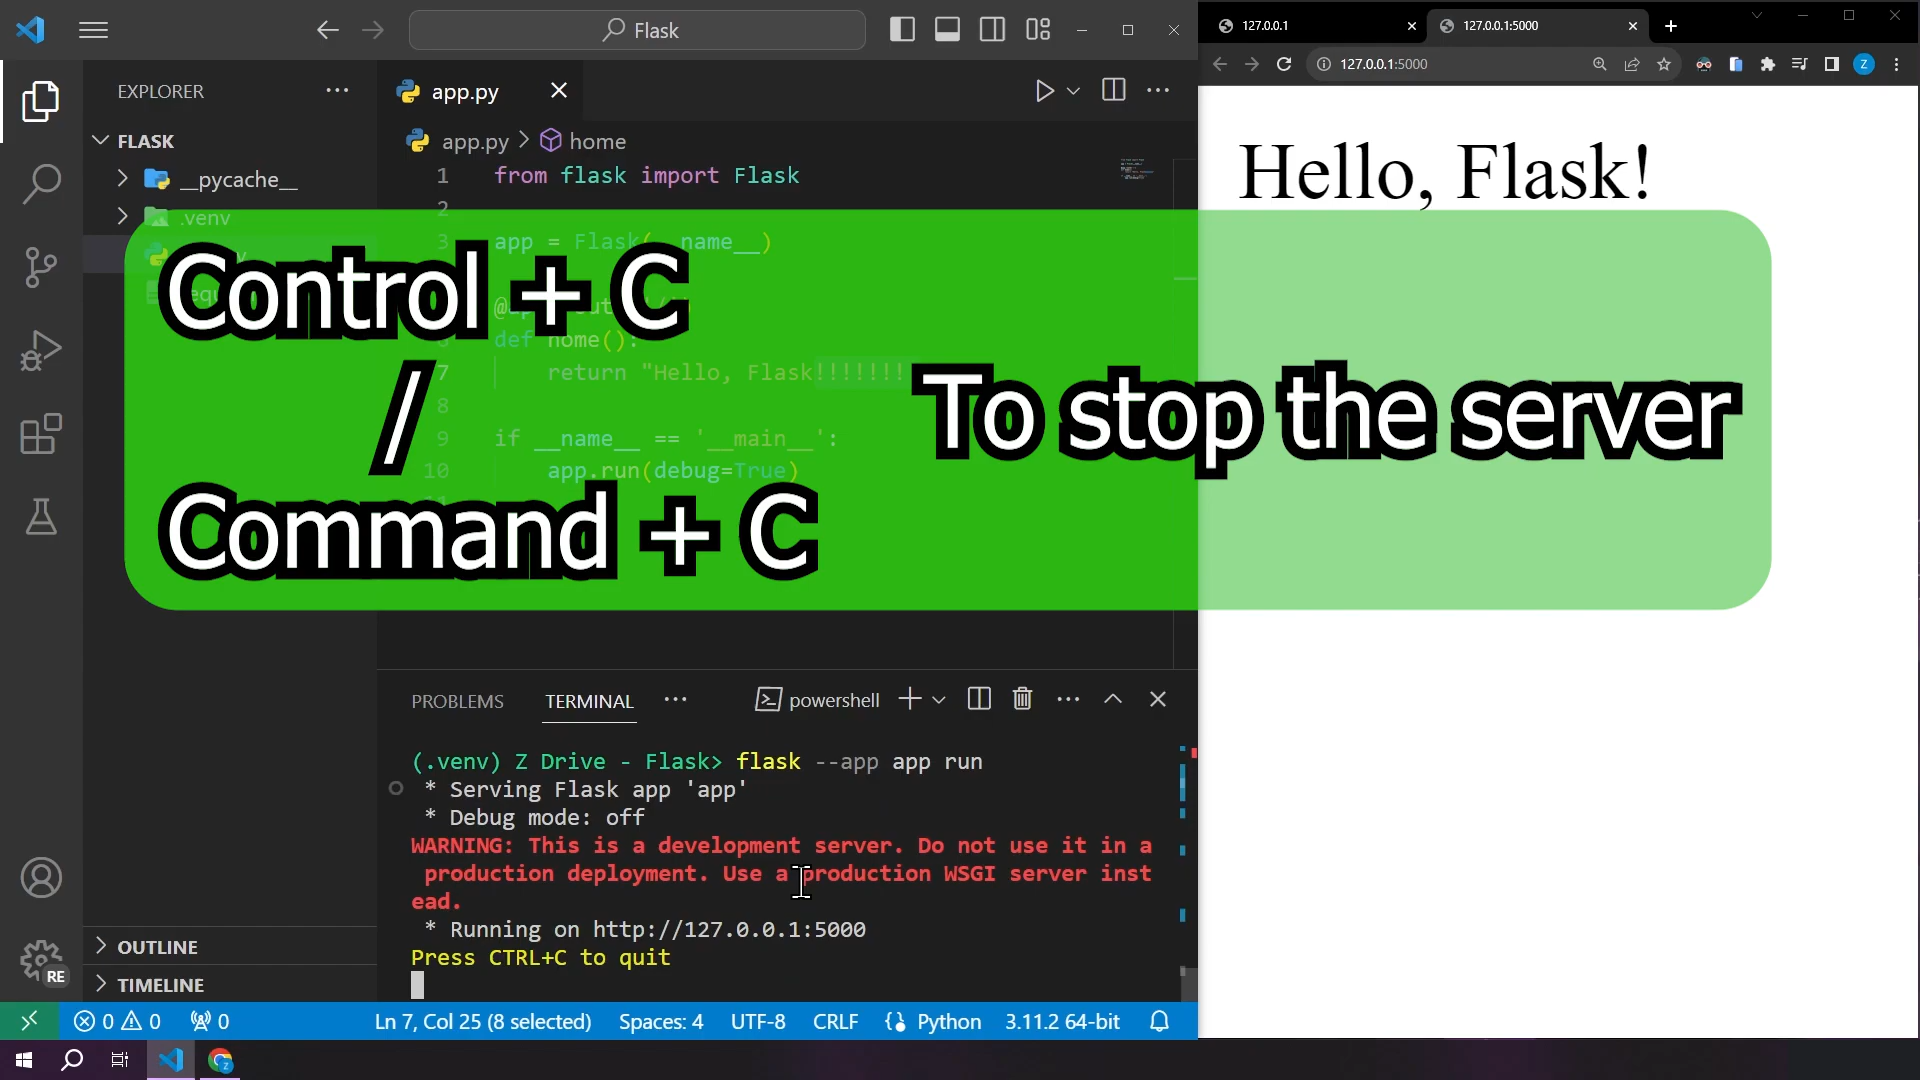 Flask
127.0.0.1
127.0.0.1:5000
127.0.0.1:5000
Z
EXPLORER
app.py
FLASK
app.py > home
__pycache__
.venv
1 from flask import Flask
2
3 app = Flask(__name__)
def home():
7 return "Hello, Flask!!!!!!!
8
9 if __name__ == '__main__':
10 app.run(debug=True)
Hello, Flask!
Control + C
/
Command + C
To stop the server
PROBLEMS
TERMINAL
powershell
(.venv) Z Drive - Flask> flask --app app run
* Serving Flask app 'app'
* Debug mode: off
WARNING: This is a development server. Do not use it in a
production deployment. Use a production WSGI server inst
ead.
* Running on http://127.0.0.1:5000
Press CTRL+C to quit
OUTLINE
TIMELINE
RE
0 0 0
Ln 7, Col 25 (8 selected)
Spaces: 4
UTF-8
CRLF
Python
3.11.2 64-bit